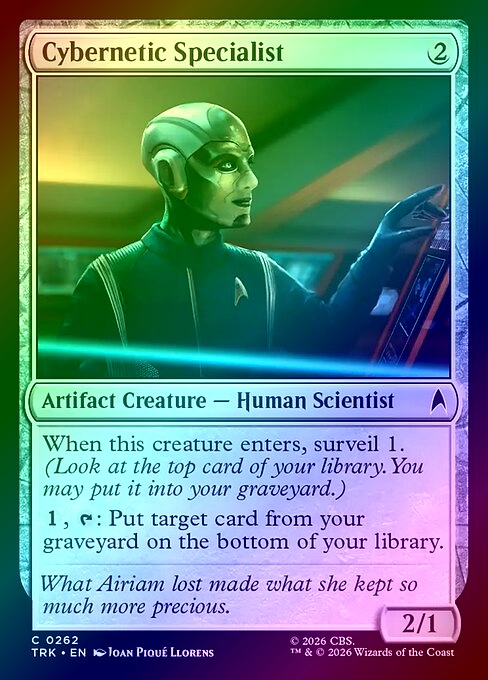 Cybernetic Specialist 2
Artifact Creature — Human Scientist
When this creature enters, surveil 1.
(Look at the top card of your library. You
may put it into your graveyard.)
1, : Put target card from your
graveyard on the bottom of your library.
What Airiam lost made what she kept so
much more precious.
2/1
C 0262
TRK • EN Joan Piqué Llorens
© 2026 CBS.
™ & © 2026 Wizards of the Coast